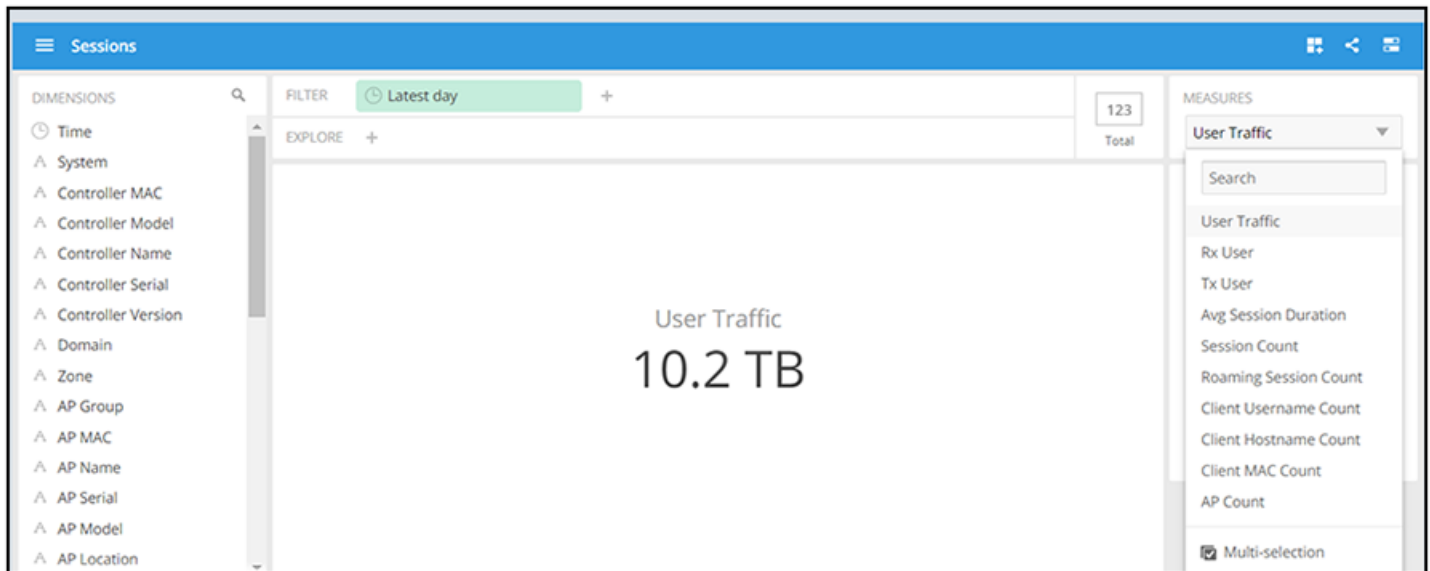 Sessions
DIMENSIONS
Time
System
Controller MAC
Controller Model
Controller Name
Controller Serial
Controller Version
Domain
Zone
AP Group
AP MAC
AP Name
AP Serial
AP Model
AP Location
FILTER Latest day +
EXPLORE +
123
Total
User Traffic
10.2 TB
MEASURES
User Traffic
Search
User Traffic
Rx User
Tx User
Avg Session Duration
Session Count
Roaming Session Count
Client Username Count
Client Hostname Count
Client MAC Count
AP Count
Multi-selection